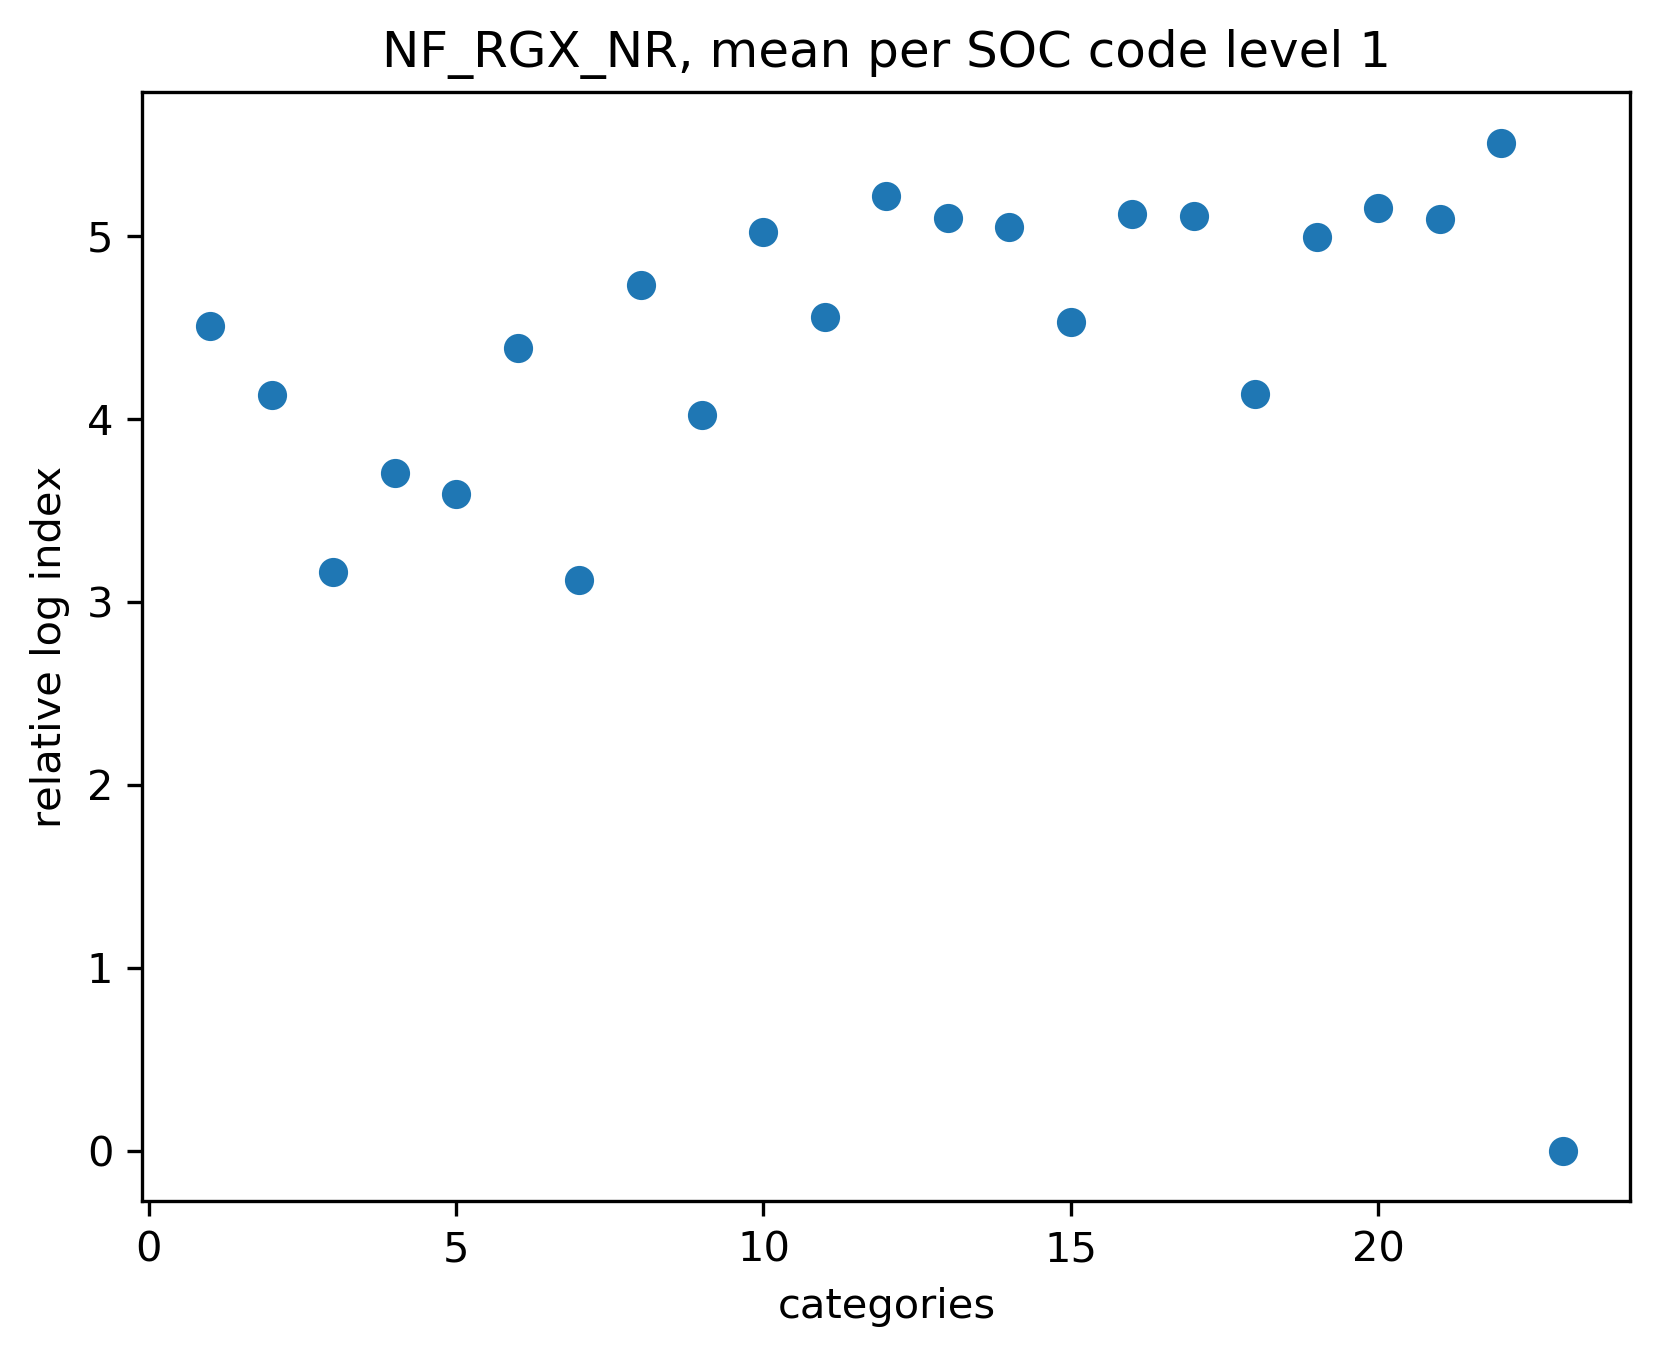 NF_RGX_NR, mean per SOC code level 1
relative log index
5
4
3
2
1
0
0 5 10 15 20
categories